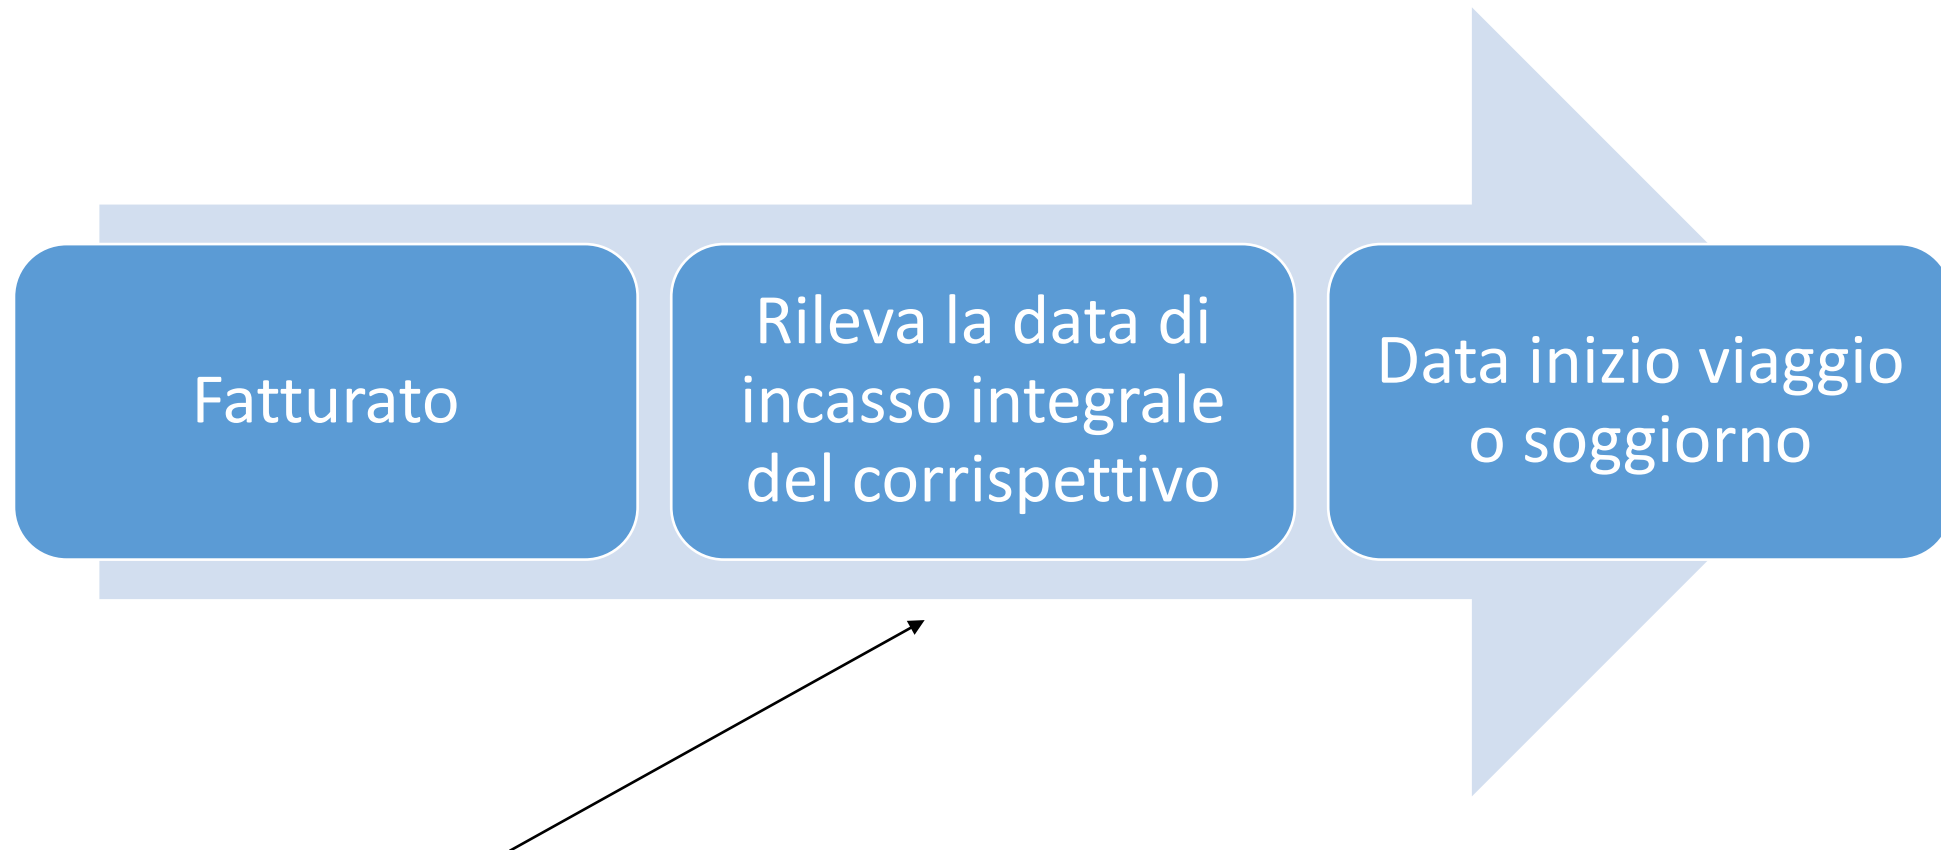 Fatturato
Rileva la data di
incasso integrale
del corrispettivo
Data inizio viaggio
o soggiorno